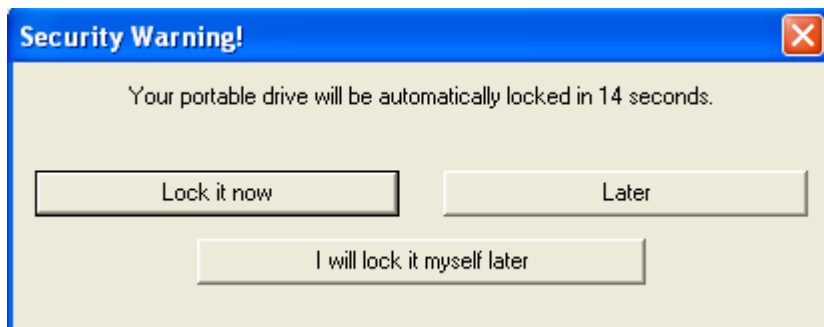 Security Warning!
Your portable drive will be automatically locked in 14 seconds.
Lock it now
Later
I will lock it myself later